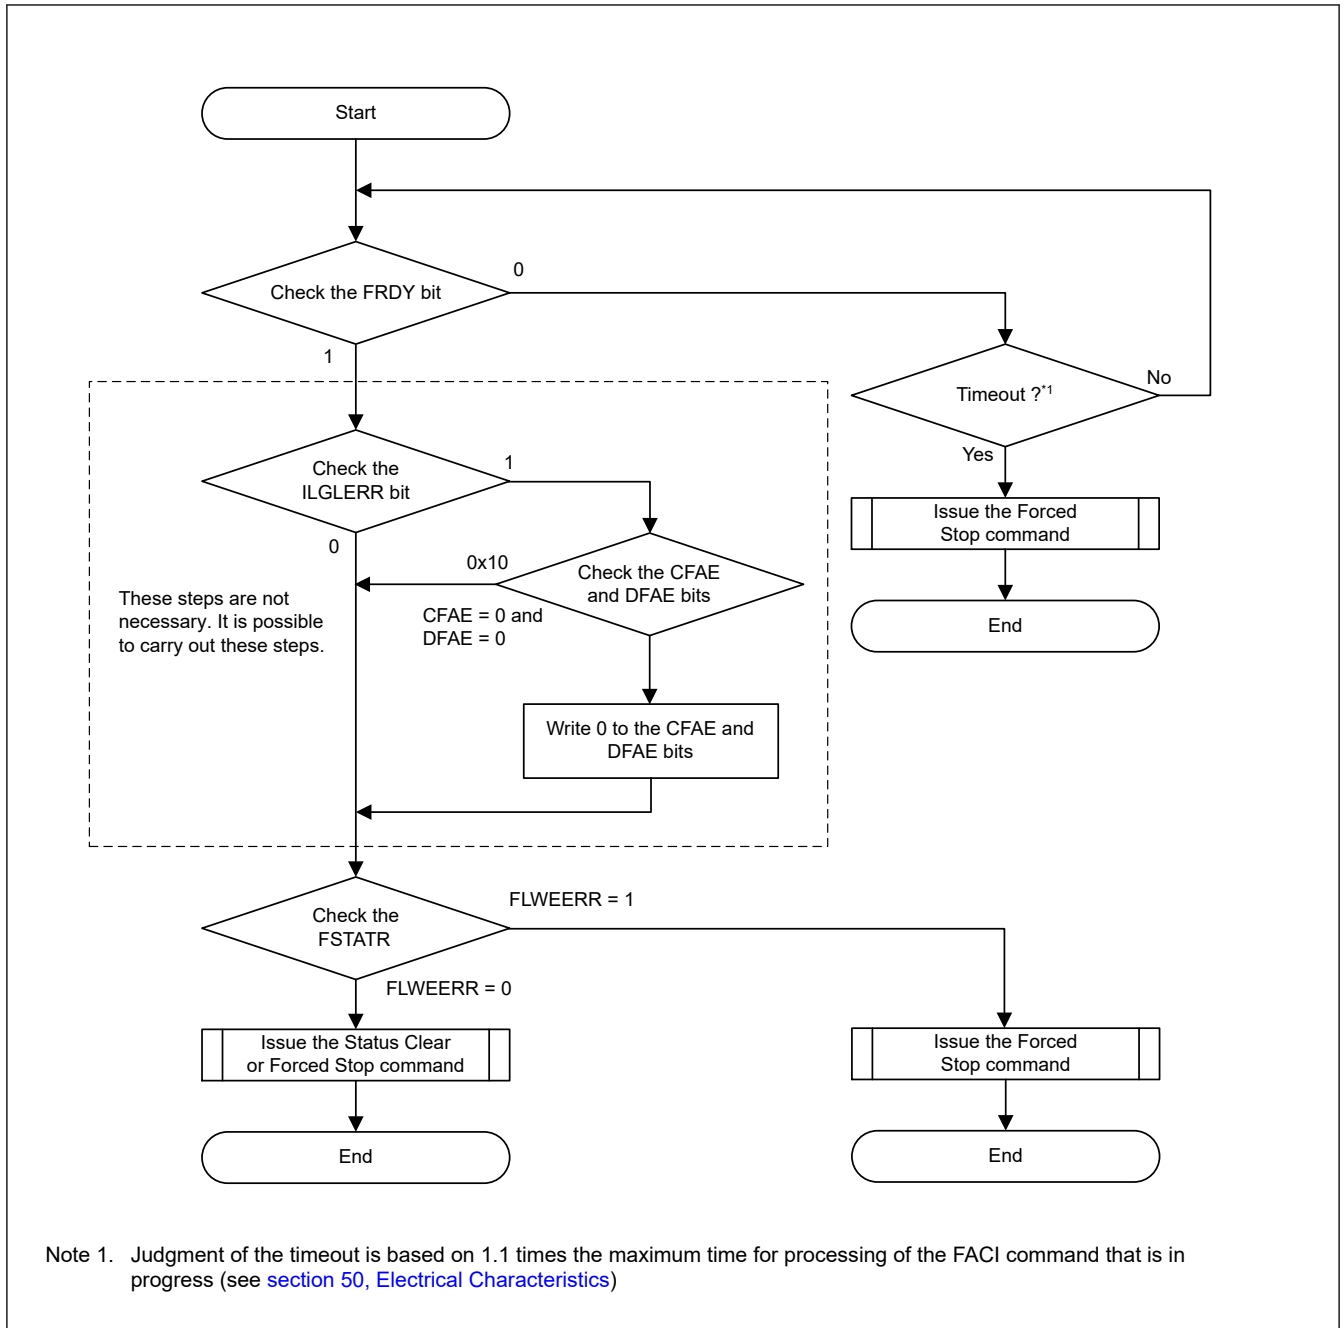 Start
0
Check the FRDY bit
1
No
Timeout ?*1
Yes
Check the
ILGLERR bit
1
0
Issue the Forced
Stop command
0x10
Check the CFAE
and DFAE bits
CFAE = 0 and
DFAE = 0
These steps are not
necessary. It is possible
to carry out these steps.
End
Write 0 to the CFAE and
DFAE bits
FLWEERR = 1
Check the
FSTATR
FLWEERR = 0
Issue the Status Clear
or Forced Stop command
Issue the Forced
Stop command
End
End
Note 1. Judgment of the timeout is based on 1.1 times the maximum time for processing of the FACI command that is in
progress (see section 50, Electrical Characteristics)